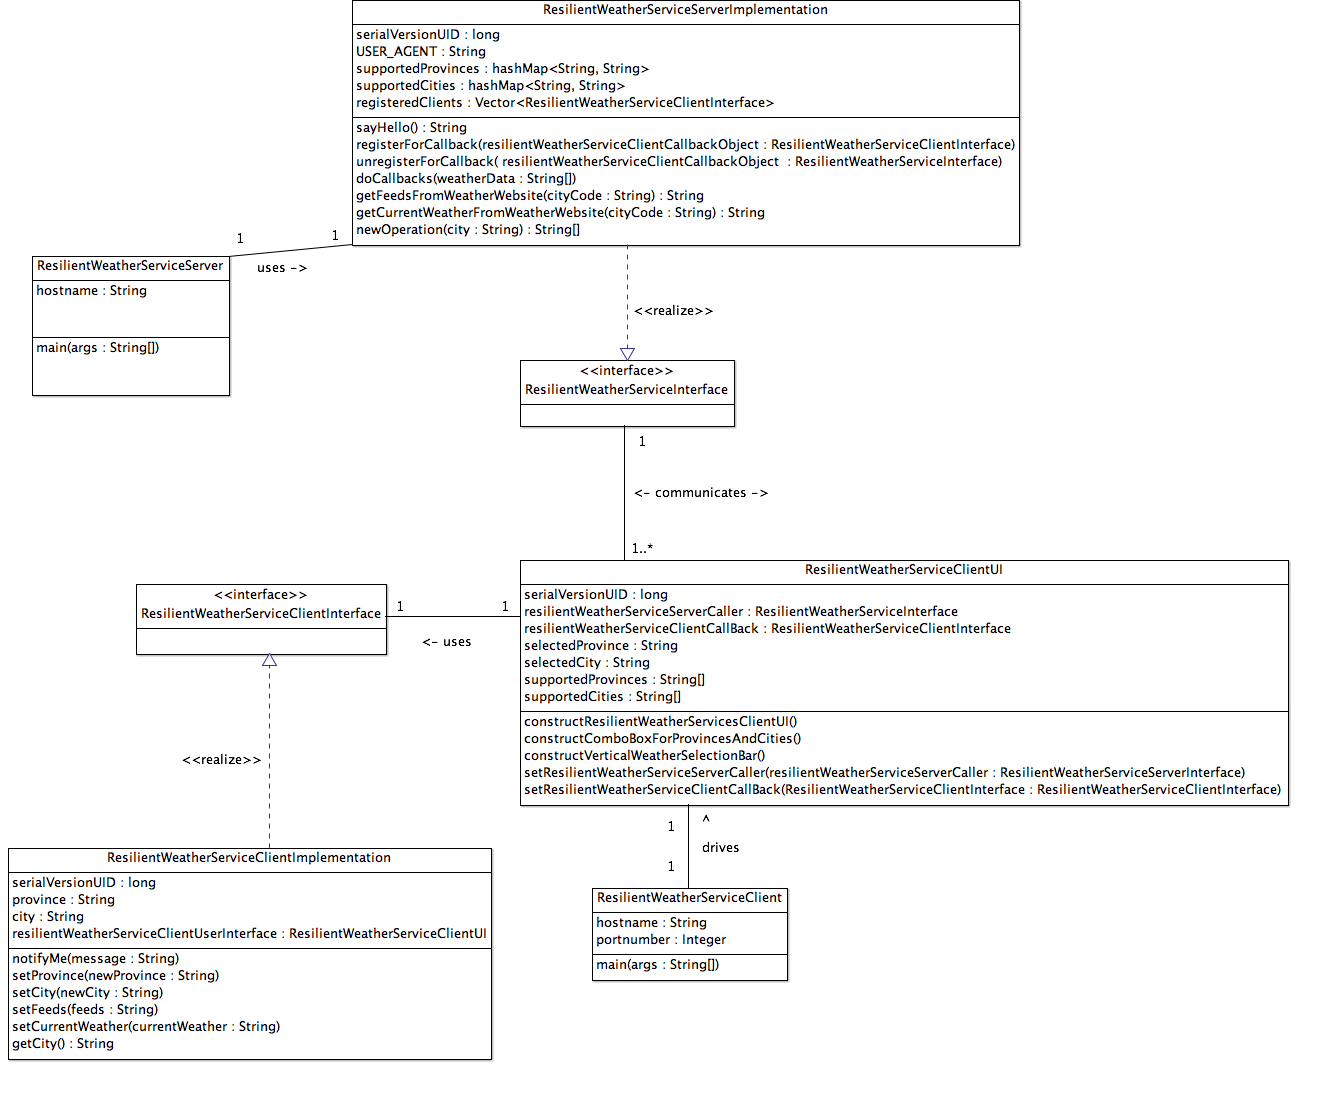 ResilientWeatherServiceServerImplementation
serialVersionUID : long
USER_AGENT : String
supportedProvinces : hashMap<String, String>
supportedCities : hashMap<String, String>
registeredClients : Vector<ResilientWeatherServiceClientInterface>
sayHello() : String
registerForCallback(resilientWeatherServiceClientCallbackObject : ResilientWeatherServiceClientInterface)
unregisterForCallback( resilientWeatherServiceClientCallbackObject  : ResilientWeatherServiceInterface)
doCallbacks(weatherData : String[])
getFeedsFromWeatherWebsite(cityCode : String) : String
getCurrentWeatherFromWeatherWebsite(cityCode : String) : String
newOperation(city : String) : String[]
1
1
uses ->
ResilientWeatherServiceServer
hostname : String
main(args : String[])
<<realize>>
<<interface>>
ResilientWeatherServiceInterface
1
<- communicates ->
1..*
ResilientWeatherServiceClientUI
serialVersionUID : long
resilientWeatherServiceServerCaller : ResilientWeatherServiceInterface
resilientWeatherServiceClientCallBack : ResilientWeatherServiceClientInterface
selectedProvince : String
selectedCity : String
supportedProvinces : String[]
supportedCities : String[]
constructResilientWeatherServicesClientUI()
constructComboBoxForProvincesAndCities()
constructVerticalWeatherSelectionBar()
setResilientWeatherServiceServerCaller(resilientWeatherServiceServerCaller : ResilientWeatherServiceServerInterface)
setResilientWeatherServiceClientCallBack(ResilientWeatherServiceClientInterface : ResilientWeatherServiceClientInterface)
<<interface>>
ResilientWeatherServiceClientInterface
1
1
<- uses
<<realize>>
1
^
drives
1
ResilientWeatherServiceClientImplementation
serialVersionUID : long
province : String
city : String
resilientWeatherServiceClientUserInterface : ResilientWeatherServiceClientUI
notifyMe(message : String)
setProvince(newProvince : String)
setCity(newCity : String)
setFeeds(feeds : String)
setCurrentWeather(currentWeather : String)
getCity() : String
ResilientWeatherServiceClient
hostname : String
portnumber : Integer
main(args : String[])